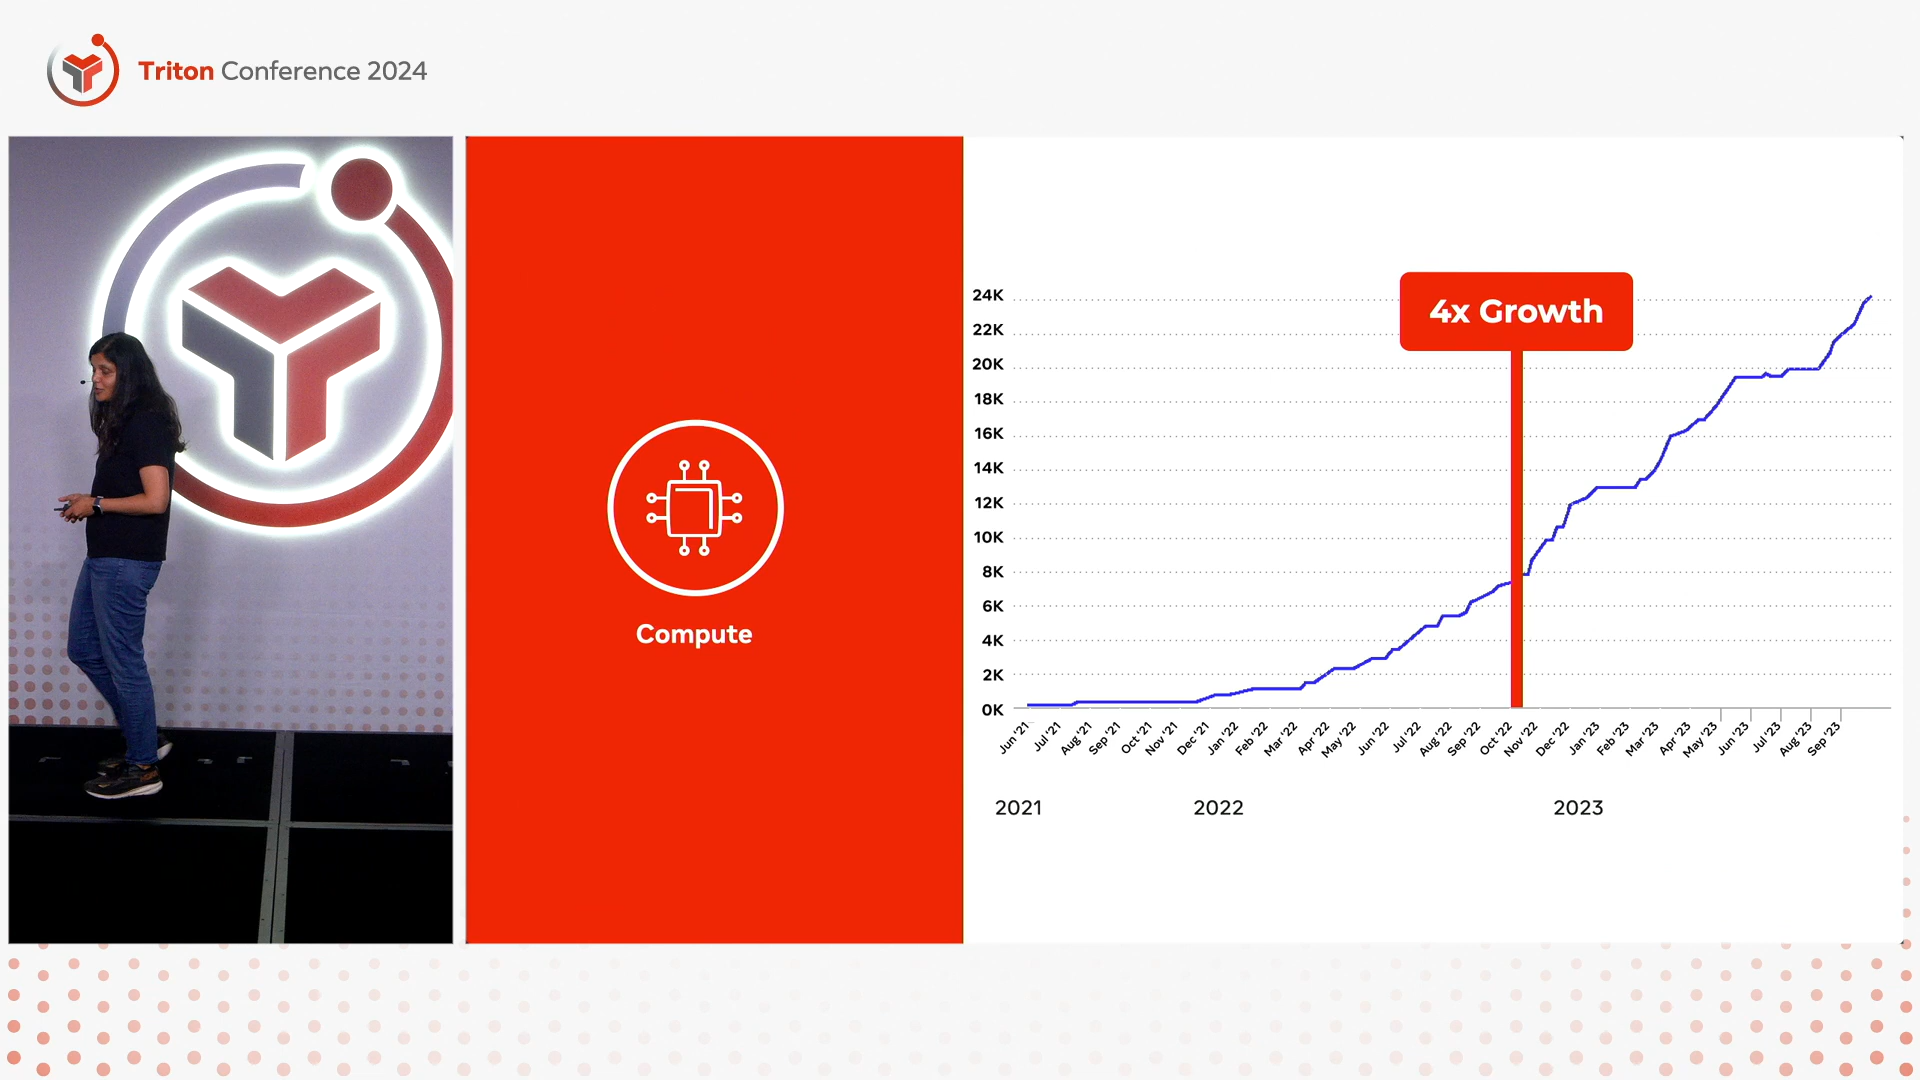 Triton Conference 2024
4x Growth
24K
22K
20K
18K
16K
14K
12K
10K
8K
6K
4K
2K
0K
Compute
Jun '21 Jul '21 Aug '21 Sep '21 Oct '21 Nov '21 Dec '21 Jan '22 Feb '22 Mar '22 Apr '22 May '22 Jun '22 Jul '22 Aug '22 Sep '22 Oct '22 Nov '22 Dec '22 Jan '23 Feb '23 Mar '23 Apr '23 May '23 Jun '23 Jul '23 Aug '23 Sep '23
2021 2022 2023